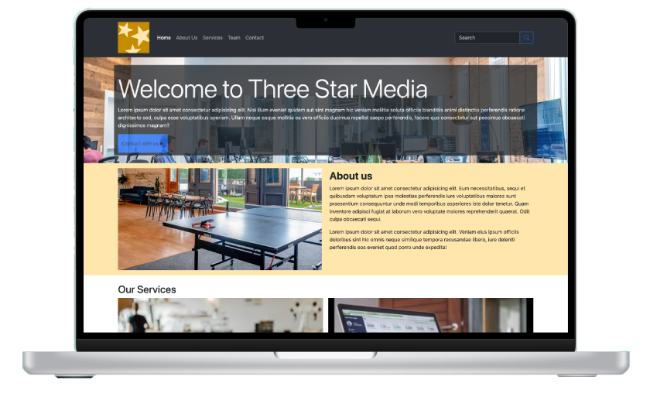 Home About Us Services Team Contact
Search
Welcome to Three Star Media
Lorem ipsum dolor sit amet consectetur adipisicing elit. Nisi illum eveniet quidem aut sint magnam hic veniam mollitia soluta officiis blanditiis animi distinctio perferendis ratione
architecto sed, culpa esse voluptatibus aperiam. Ullam neque eaque mollitia ea vero officiis ducimus repellat saepe perferendis, facere quo consectetur aut possimus obcaecati
dignissimos magnam?
About us
Lorem ipsum dolor sit amet consectetur adipisicing elit. Eum necessitatibus, sequi et
quibusdam voluptatum ipsa molestias perferendis iure voluptatibus maiores sunt
praesentium consequuntur unde modi temporibus asperiores iste dolor tenetur. Quam
inventore adipisci fugiat at laborum vero voluptate maiores reprehenderit quaerat. Odit
culpa obcaecati sequi.
Lorem ipsum dolor sit amet consectetur adipisicing elit. Veniam eius ipsum officiis
doloribus sint hic omnis neque similique tempora recusandae libero, iure deleniti
perferendis eos eveniet quod porro unde expedita!
Our Services